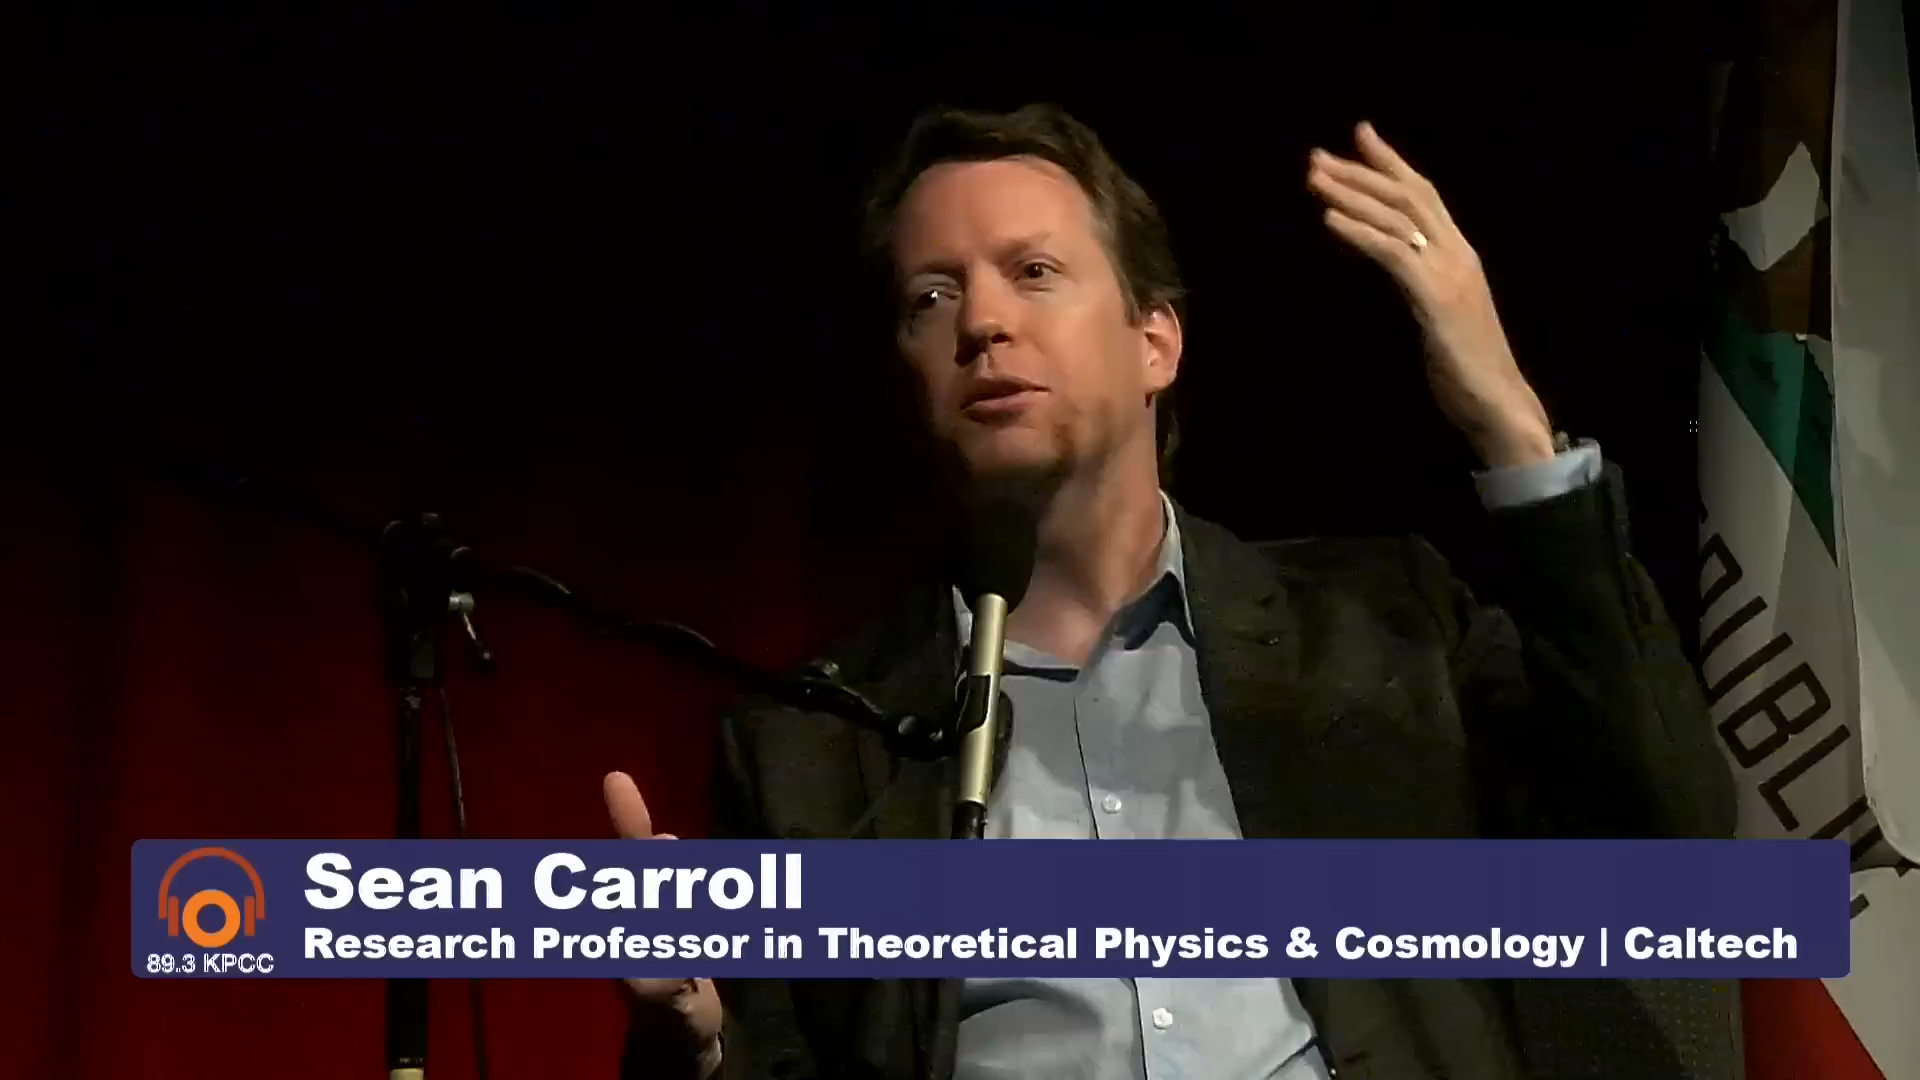 Sean Carroll
Research Professor in Theoretical Physics & Cosmology | Caltech
89.3 KPCC